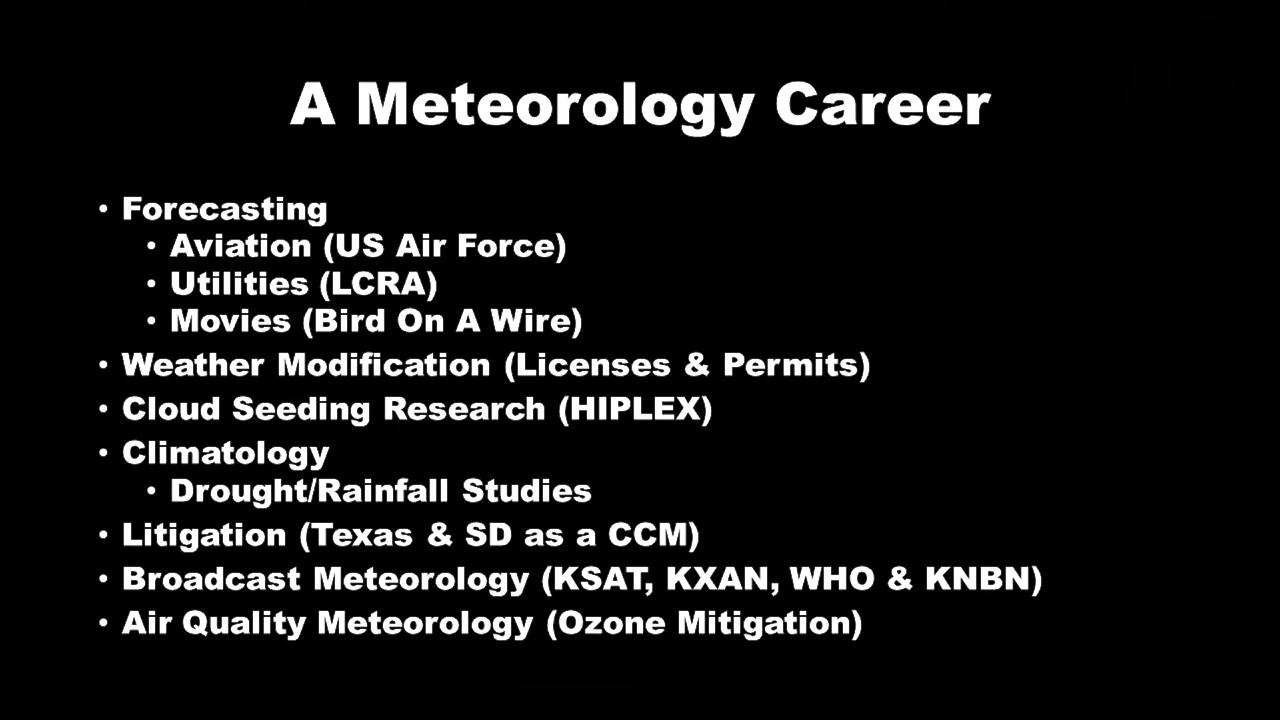 A Meteorology Career
• Forecasting
• Aviation (US Air Force)
• Utilities (LCRA)
• Movies (Bird On A Wire)
• Weather Modification (Licenses & Permits)
• Cloud Seeding Research (HIPLEX)
• Climatology
• Drought/Rainfall Studies
• Litigation (Texas & SD as a CCM)
• Broadcast Meteorology (KSAT, KXAN, WHO & KNBN)
• Air Quality Meteorology (Ozone Mitigation)